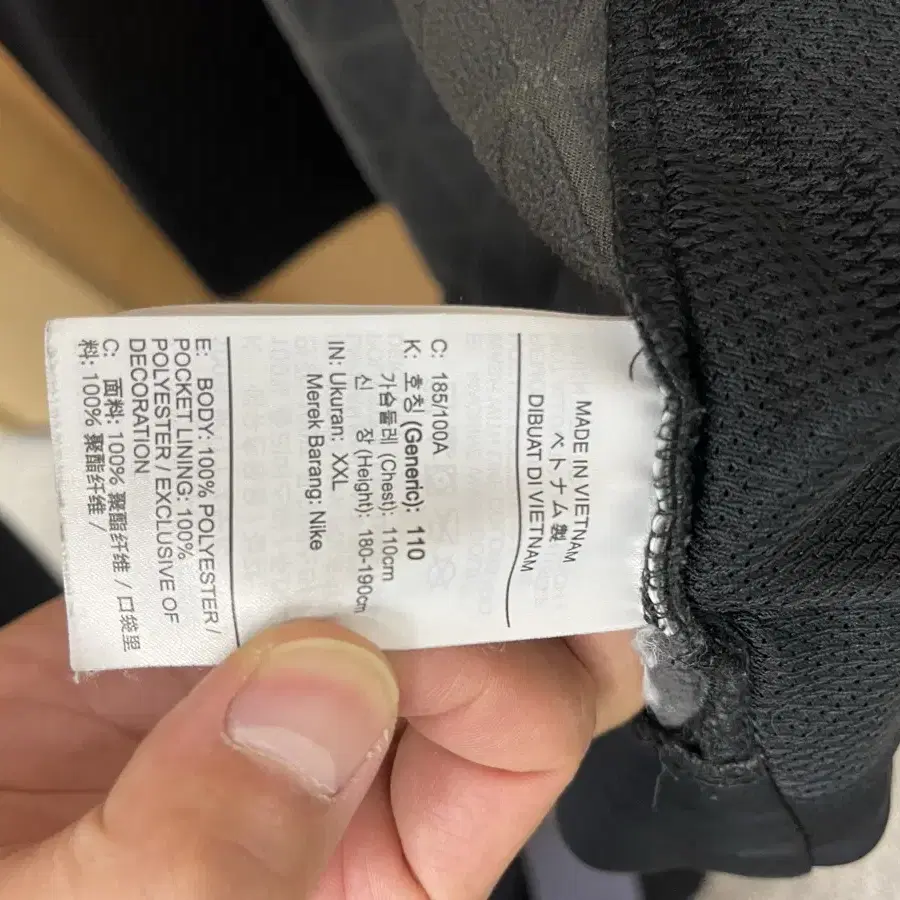 MADE IN VIETNAM
ベトナム製
DIBUAT DI VIETNAM
C: 185/100A
K: 호칭 (Generic): 110
가슴둘레 (Chest): 110cm
신 장 (Height): 180-190cm
IN: Ukuran: XXL
Merek Barang: Nike
E: BODY: 100% POLYESTER /
POCKET LINING: 100%
POLYESTER / EXCLUSIVE OF
DECORATION
C: 面料: 100% 聚酯纤维 / 口袋里
料: 100% 聚酯纤维 /